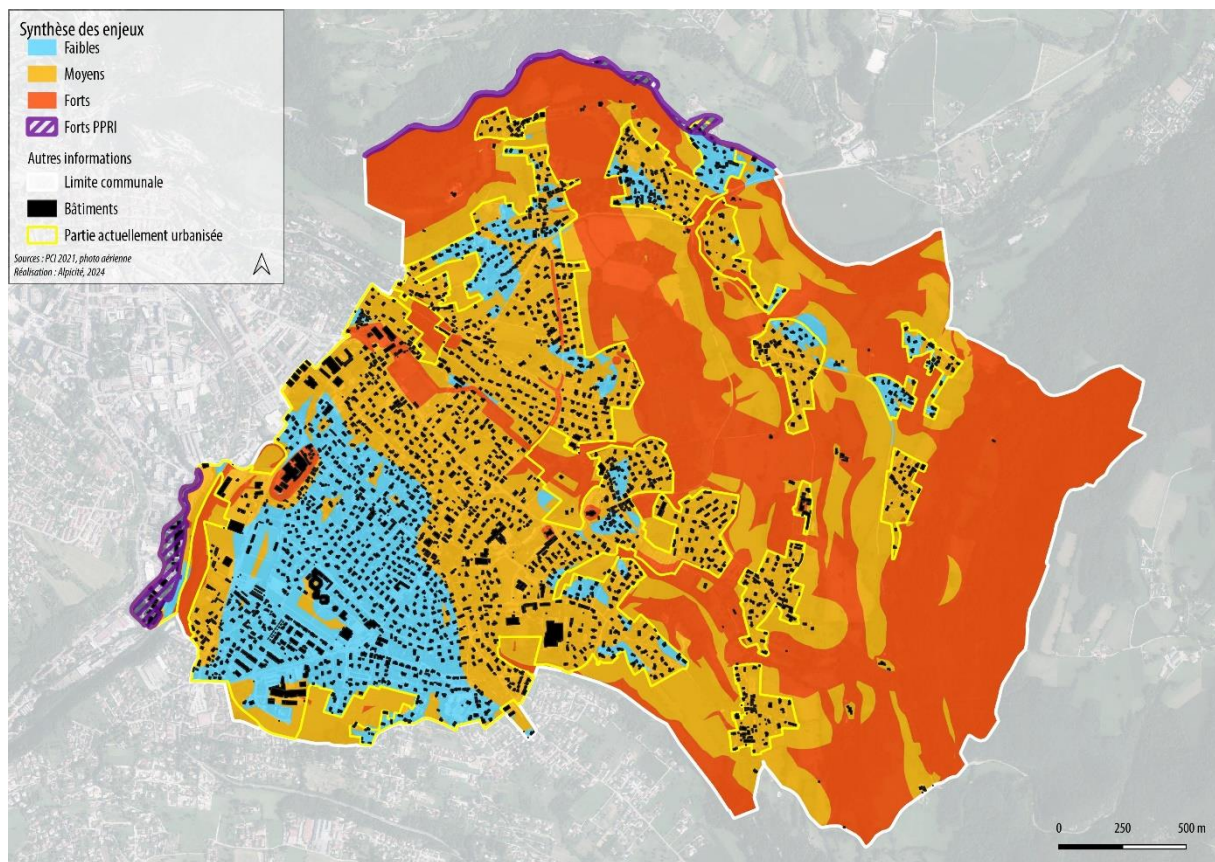 Synthèse des enjeux
Faibles
Moyens
Forts
Forts PPRI
Autres informations
Limite communale
Bâtiments
Partie actuellement urbanisée
Sources : PCI 2021, photo aérienne
Réalisation : Alpicité, 2024
0 250 500 m